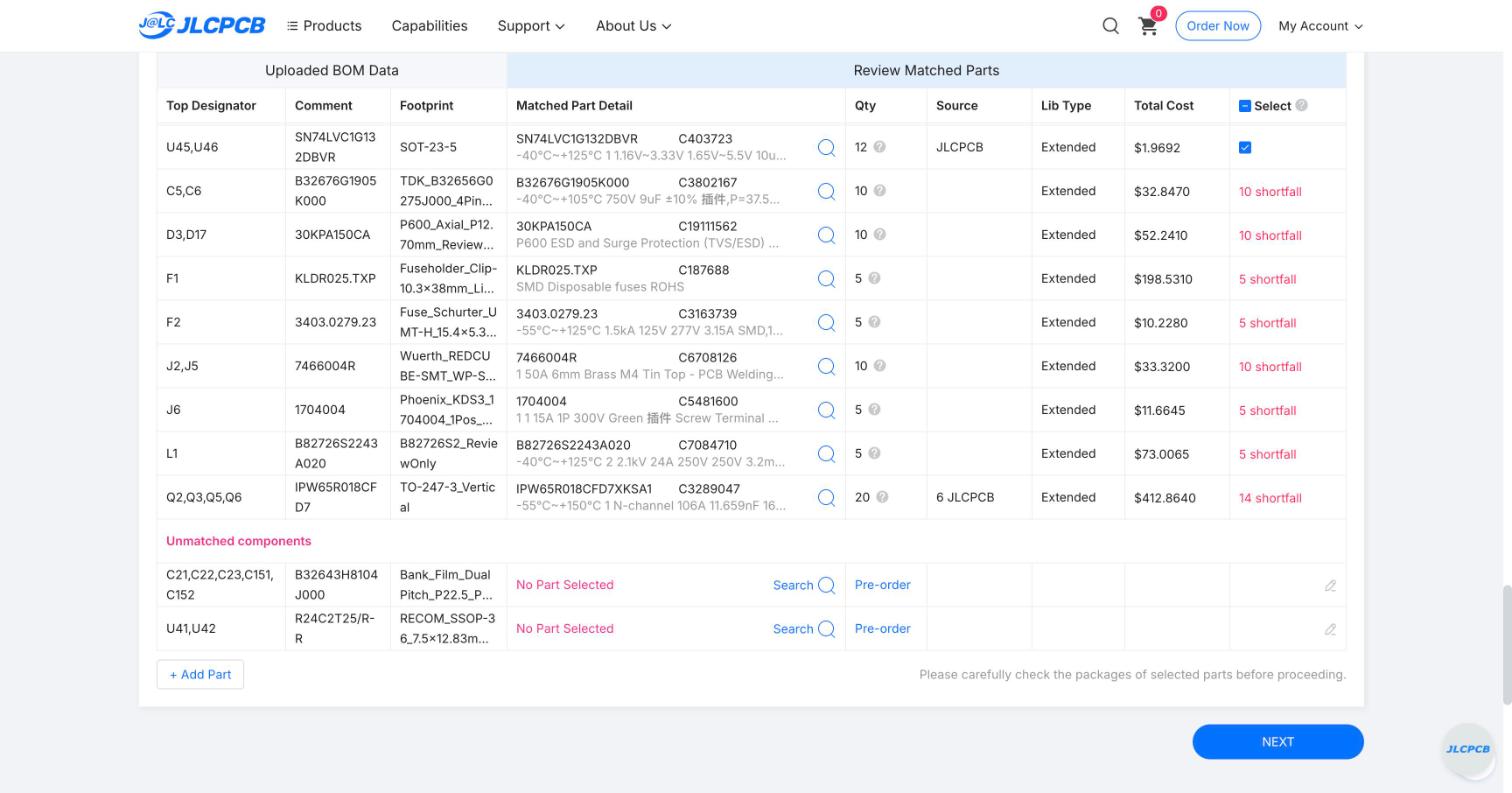 J@LC JLCPCB Products Capabilities Support About Us 0 Order Now My Account
Uploaded BOM Data Review Matched Parts
Top Designator Comment Footprint Matched Part Detail Qty Source Lib Type Total Cost Select
U45,U46 SN74LVC1G13 2DBVR SOT-23-5 SN74LVC1G132DBVR C403723 12 JLCPCB Extended $1.9692
-40℃~+125℃ 1 1.16V~3.33V 1.65V~5.5V 10u...
C5,C6 B32676G1905 K000 TDK_B32656G0 275J000_4Pin... B32676G1905K000 C3802167 10 Extended $32.8470 10 shortfall
-40℃~+105℃ 750V 9uF ±10% 插件,P=37.5...
D3,D17 30KPA150CA P600_Axial_P12. 70mm_Review... 30KPA150CA C19111562 10 Extended $52.2410 10 shortfall
P600 ESD and Surge Protection (TVS/ESD) ...
F1 KLDR025.TXP Fuseholder_Clip- 10.3×38mm_Li... KLDR025.TXP C187688 5 Extended $198.5310 5 shortfall
SMD Disposable fuses ROHS
F2 3403.0279.23 Fuse_Schurter_U MT-H_15.4×5.3... 3403.0279.23 C3163739 5 Extended $10.2280 5 shortfall
-55℃~+125℃ 1.5kA 125V 277V 3.15A SMD,1...
J2,J5 7466004R Wuerth_REDCU BE-SMT_WP-S... 7466004R C6708126 10 Extended $33.3200 10 shortfall
1 50A 6mm Brass M4 Tin Top - PCB Welding...
J6 1704004 Phoenix_KDS3_1 704004_1Pos_... 1704004 C5481600 5 Extended $11.6645 5 shortfall
1 1 15A 1P 300V Green 插件 Screw Terminal ...
L1 B82726S2243 A020 B82726S2_Revie wOnly B82726S2243A020 C7084710 5 Extended $73.0065 5 shortfall
-40℃~+125℃ 2 2.1kV 24A 250V 250V 3.2m...
Q2,Q3,Q5,Q6 IPW65R018CF D7 TO-247-3_Vertic al IPW65R018CFD7XKSA1 C3289047 20 6 JLCPCB Extended $412.8640 14 shortfall
-55℃~+150℃ 1 N-channel 106A 11.659nF 16...
Unmatched components
C21,C22,C23,C151, C152 B32643H8104 J000 Bank_Film_Dual Pitch_P22.5_P... No Part Selected Search Pre-order
U41,U42 R24C2T25/R- R RECOM_SSOP-3 6_7.5×12.83m... No Part Selected Search Pre-order
+ Add Part Please carefully check the packages of selected parts before proceeding.
NEXT
JLCPCB